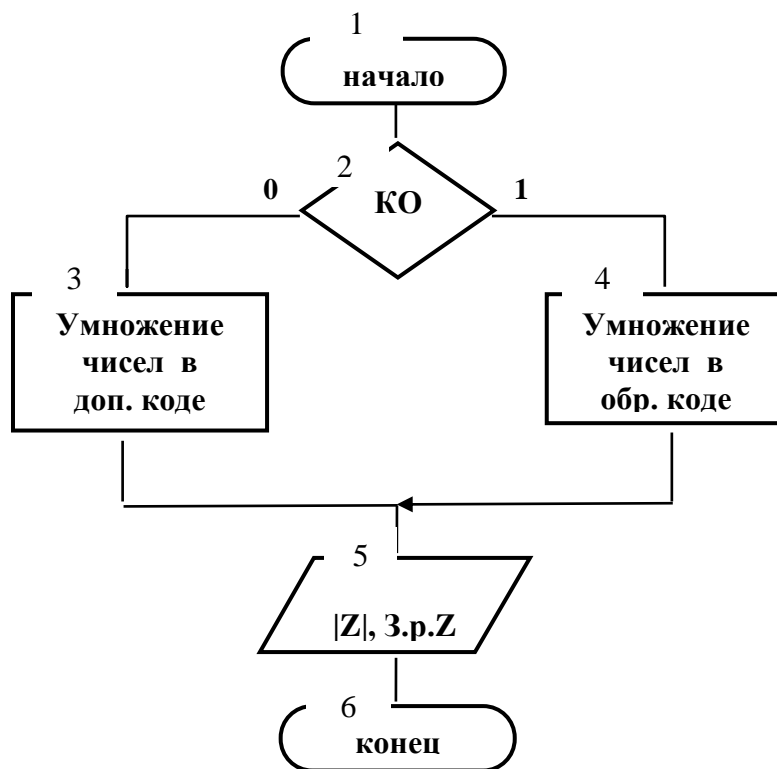 1
начало
2
0
КО
1
3
Умножение
чисел в
доп. коде
4
Умножение
чисел в
обр. коде
5
|Z|, З.р.Z
6
конец